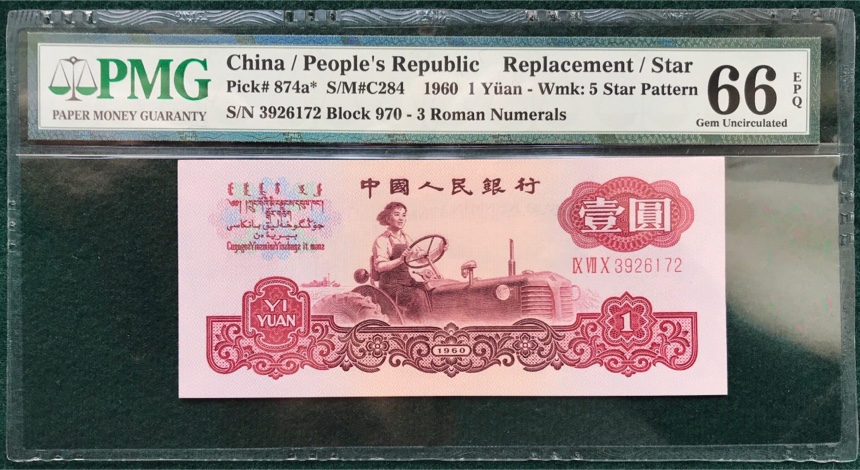 PMG
PAPER MONEY GUARANTY
China / People's Republic Replacement / Star
Pick# 874a* S/M#C284 1960 1 Yüan - Wmk: 5 Star Pattern
S/N 3926172 Block 970 - 3 Roman Numerals
66
EPQ
Gem Uncirculated
中國人民銀行
壹圓
IX VII X 3926172
YI
YUAN
1960
1